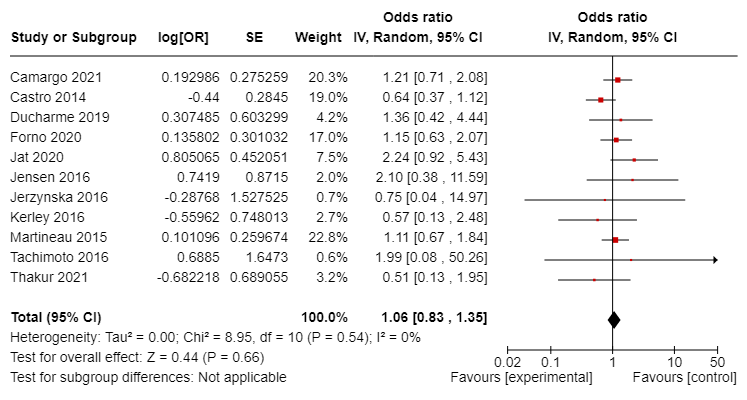 Odds ratio Odds ratio
Study or Subgroup log[OR] SE Weight IV, Random, 95% CI IV, Random, 95% CI
Camargo 2021 0.192986 0.275259 20.3% 1.21 [0.71 , 2.08]
Castro 2014 -0.44 0.2845 19.0% 0.64 [0.37 , 1.12]
Ducharme 2019 0.307485 0.603299 4.2% 1.36 [0.42 , 4.44]
Forno 2020 0.135802 0.301032 17.0% 1.15 [0.63 , 2.07]
Jat 2020 0.805065 0.452051 7.5% 2.24 [0.92 , 5.43]
Jensen 2016 0.7419 0.8715 2.0% 2.10 [0.38 , 11.59]
Jerzynska 2016 -0.28768 1.527525 0.7% 0.75 [0.04 , 14.97]
Kerley 2016 -0.55962 0.748013 2.7% 0.57 [0.13 , 2.48]
Martineau 2015 0.101096 0.259674 22.8% 1.11 [0.67 , 1.84]
Tachimoto 2016 0.6885 1.6473 0.6% 1.99 [0.08 , 50.26]
Thakur 2021 -0.682218 0.689055 3.2% 0.51 [0.13 , 1.95]
Total (95% CI) 100.0% 1.06 [0.83 , 1.35]
Heterogeneity: Tau² = 0.00; Chi² = 8.95, df = 10 (P = 0.54); I² = 0%
Test for overall effect: Z = 0.44 (P = 0.66) 0.02 0.1 1 10 50
Test for subgroup differences: Not applicable Favours [experimental] Favours [control]